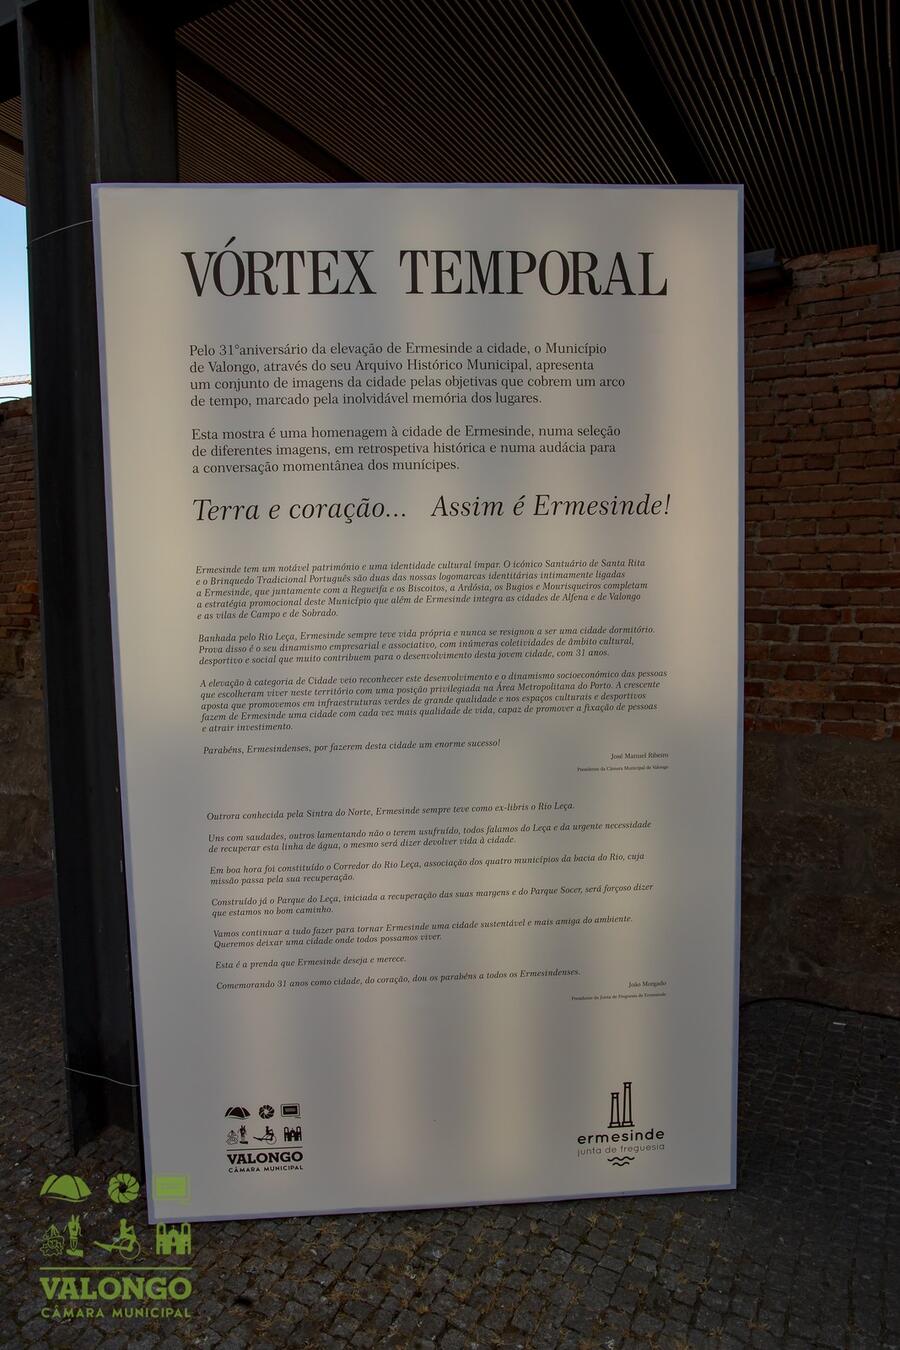 VÓRTEX TEMPORAL
Pelo 31°aniversário da elevação de Ermesinde a cidade, o Município
de Valongo, através do seu Arquivo Histórico Municipal, apresenta
um conjunto de imagens da cidade pelas objetivas que cobrem um arco
de tempo, marcado pela inolvidável memória dos lugares.
Esta mostra é uma homenagem à cidade de Ermesinde, numa seleção
de diferentes imagens, em retrospetiva histórica e numa audácia para
a conversação momentânea dos munícipes.
Terra e coração... Assim é Ermesinde!
Ermesinde tem um notável património e uma identidade cultural ímpar. O icónico Santuário de Santa Rita
e o Brinquedo Tradicional Português são duas das nossas logomarcas identitárias intimamente ligadas
a Ermesinde, que juntamente com a Regueifa e os Biscoitos, a Ardósia, os Bugios e Mourisqueiros completam
a estratégia promocional deste Município que além de Ermesinde integra as cidades de Alfena e de Valongo
e as vilas de Campo e de Sobrado.
Banhada pelo Rio Leça, Ermesinde sempre teve vida própria e nunca se resignou a ser uma cidade dormitório.
Prova disso é o seu dinamismo empresarial e associativo, com inúmeras coletividades de âmbito cultural,
desportivo e social que muito contribuem para o desenvolvimento desta jovem cidade, com 31 anos.
A elevação à categoria de Cidade veio reconhecer este desenvolvimento e o dinamismo socioeconómico das pessoas
que escolheram viver neste território com uma posição privilegiada na Área Metropolitana do Porto. A crescente
aposta que promovemos em infraestruturas verdes de grande qualidade e nos espaços culturais e desportivos
fazem de Ermesinde uma cidade com cada vez mais qualidade de vida, capaz de promover a fixação de pessoas
e atrair investimento.
Parabéns, Ermesindenses, por fazerem desta cidade um enorme sucesso!
José Manuel Ribeiro
Presidente da Câmara Municipal de Valongo
Outrora conhecida pela Sintra do Norte, Ermesinde sempre teve como ex-libris o Rio Leça.
Uns com saudades, outros lamentando não o terem usufruído, todos falamos do Leça e da urgente necessidade
de recuperar esta linha de água, o mesmo será dizer devolver vida à cidade.
Em boa hora foi constituído o Corredor do Rio Leça, associação dos quatro municípios da bacia do Rio, cuja
missão passa pela sua recuperação.
Construído já o Parque do Leça, iniciada a recuperação das suas margens e do Parque Socer, será forçoso dizer
que estamos no bom caminho.
Vamos continuar a tudo fazer para tornar Ermesinde uma cidade sustentável e mais amiga do ambiente.
Queremos deixar uma cidade onde todos possamos viver.
Esta é a prenda que Ermesinde deseja e merece.
Comemorando 31 anos como cidade, do coração, dou os parabéns a todos os Ermesindenses.
João Morgado
Presidente da Junta de Freguesia de Ermesinde
VALONGO
CÂMARA MUNICIPAL
ermesinde
junta de freguesia
VALONGO
CÂMARA MUNICIPAL